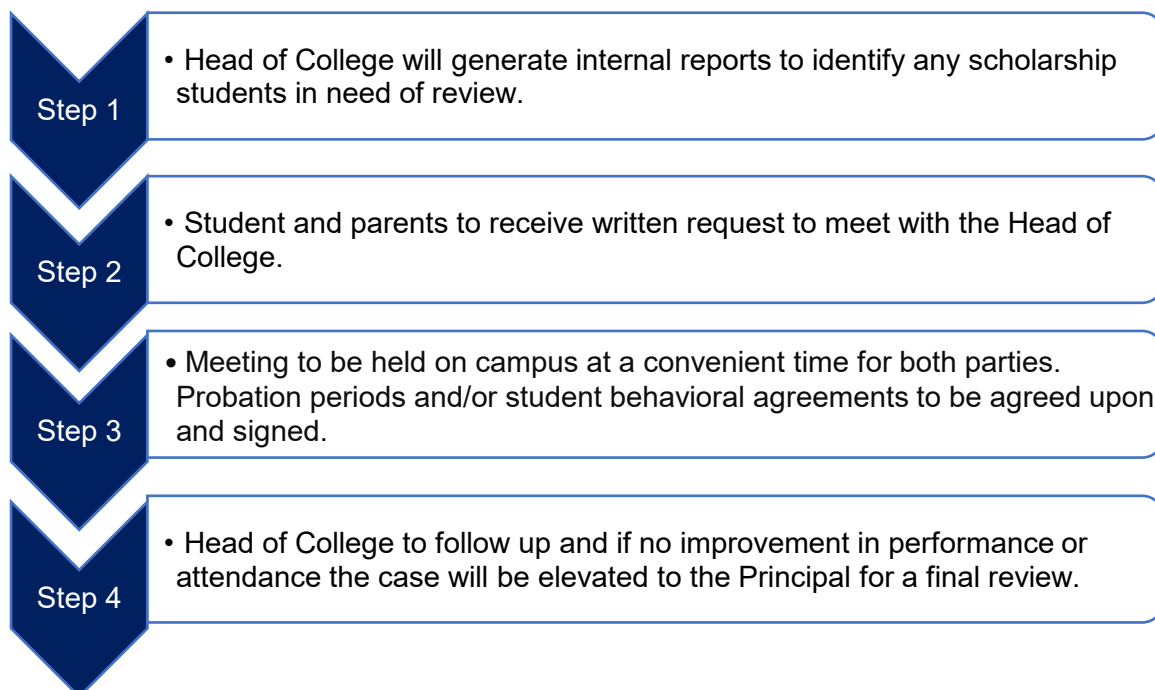 Step 1
• Head of College will generate internal reports to identify any scholarship
students in need of review.
Step 2
• Student and parents to receive written request to meet with the Head of
College.
Step 3
• Meeting to be held on campus at a convenient time for both parties.
Probation periods and/or student behavioral agreements to be agreed upon
and signed.
Step 4
• Head of College to follow up and if no improvement in performance or
attendance the case will be elevated to the Principal for a final review.